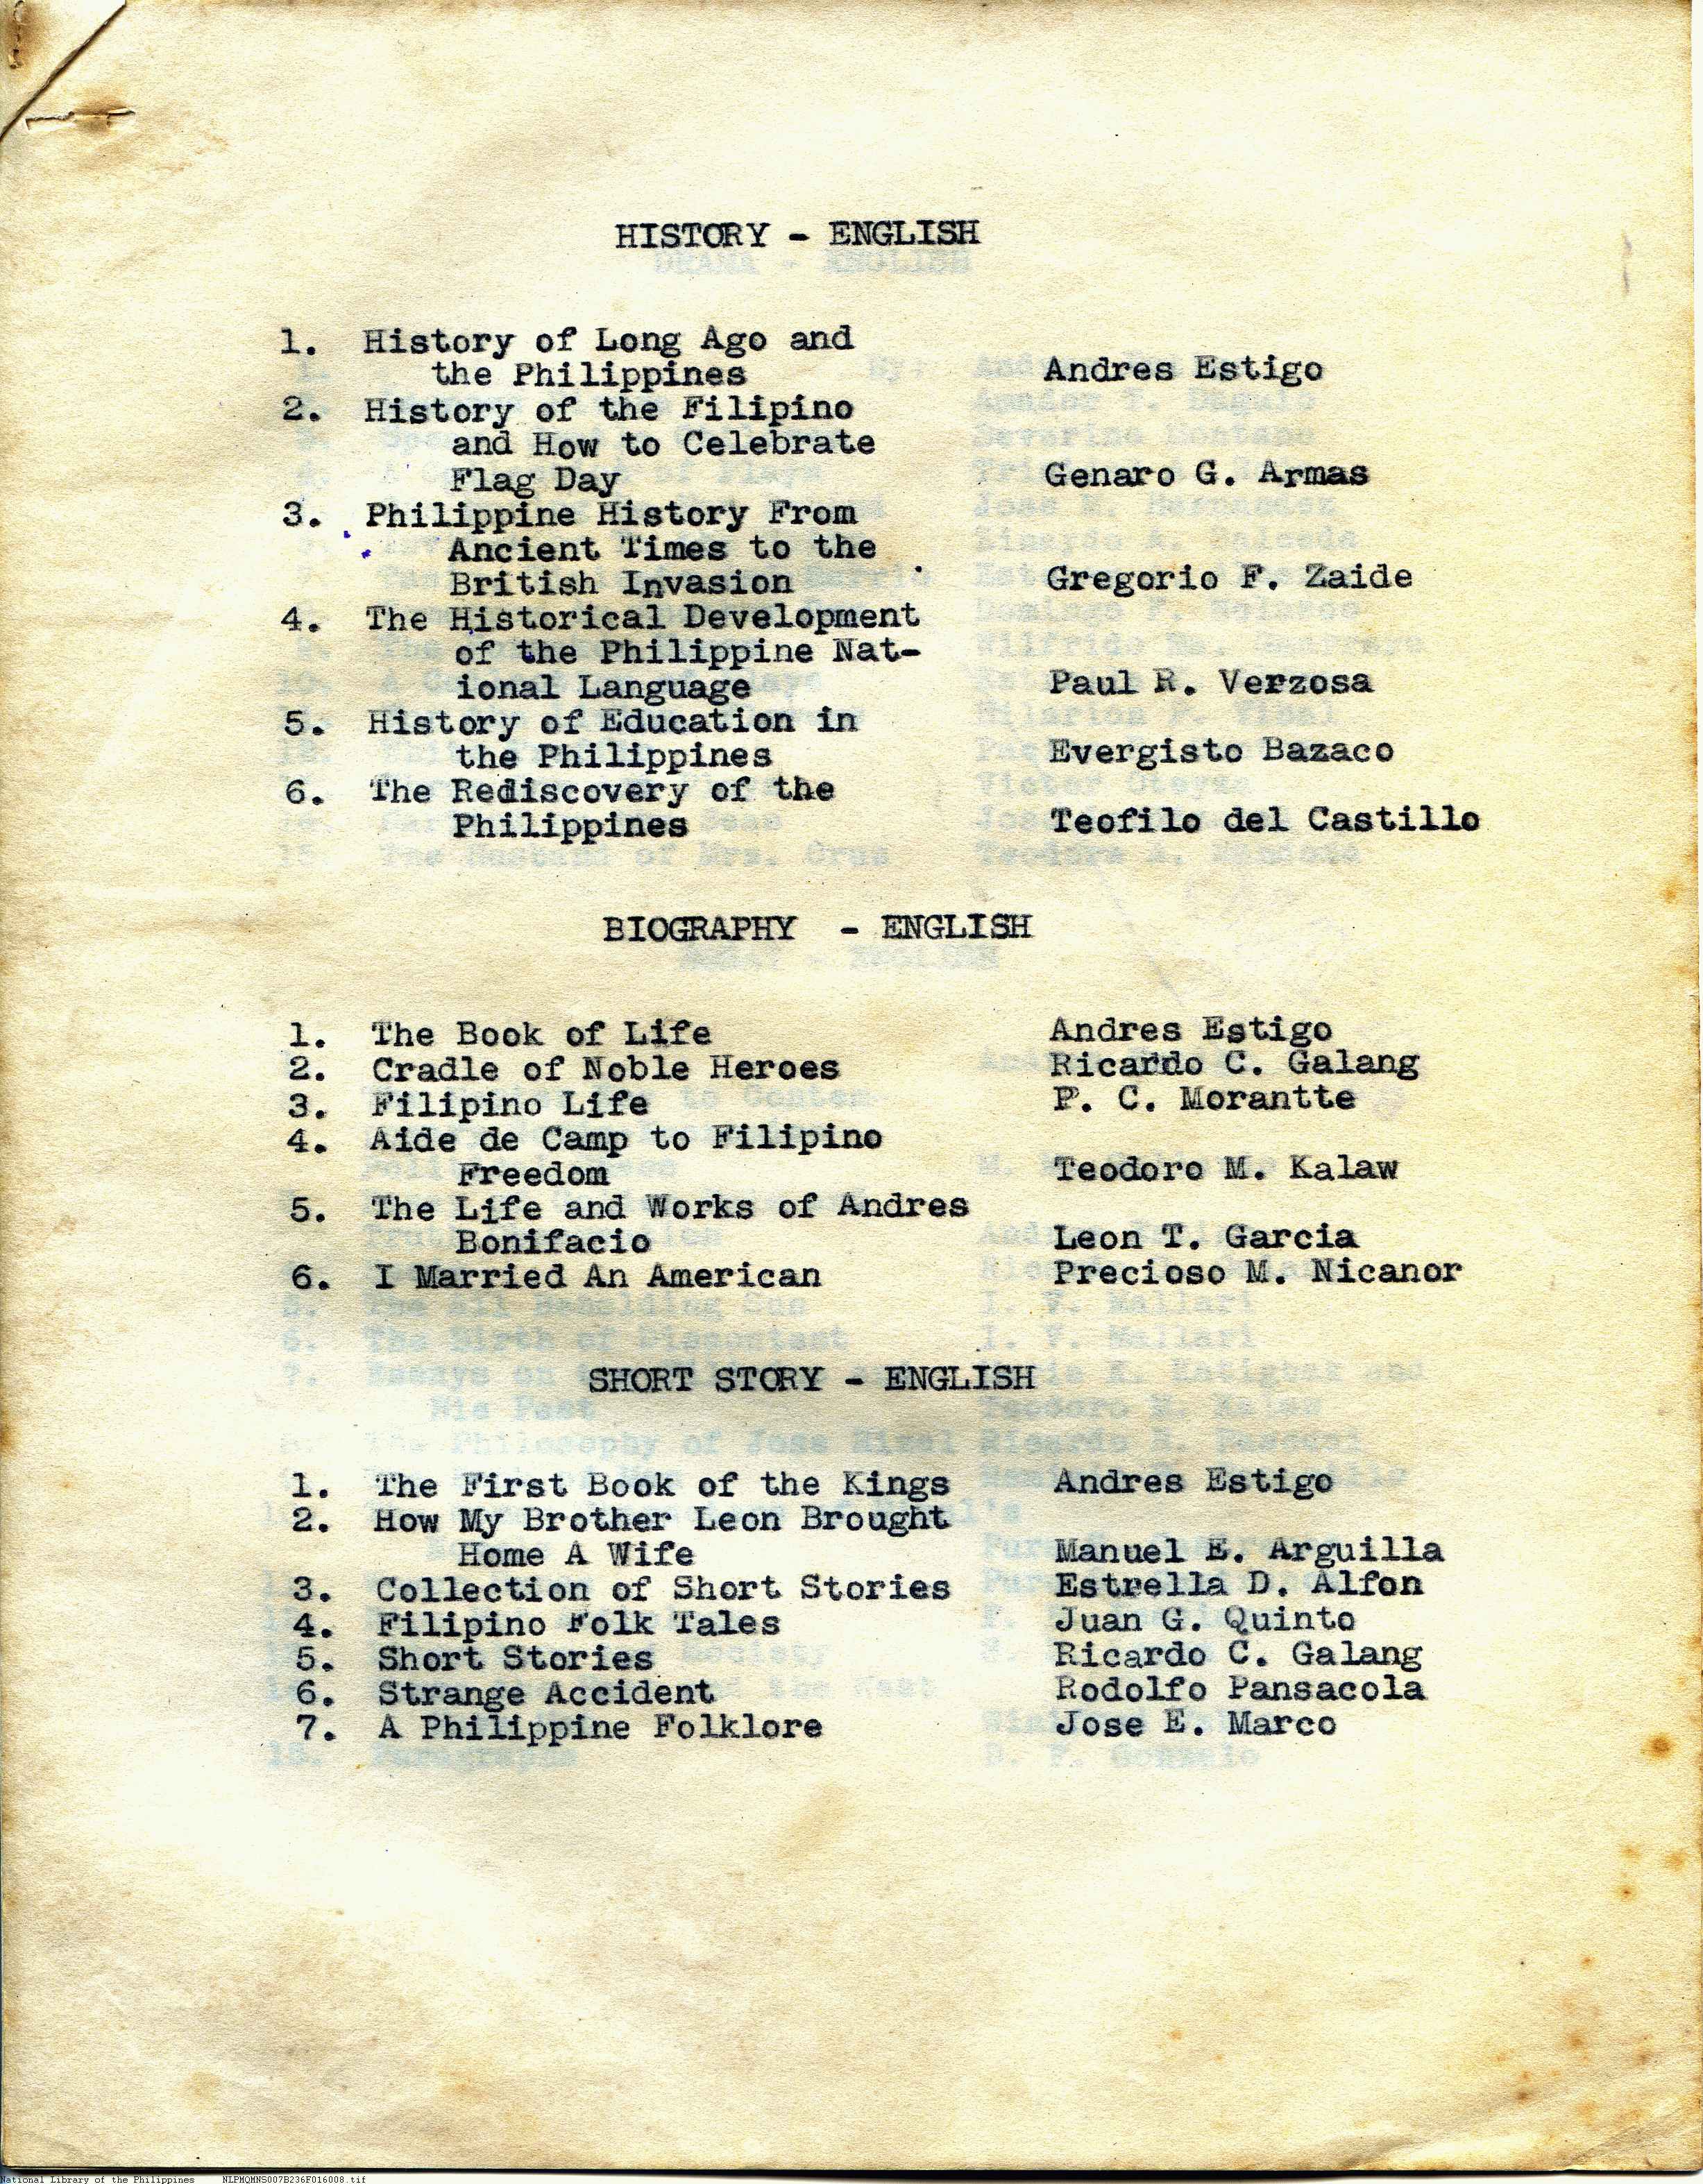 HISTORY - ENGLISH
1. History of Long Ago and
the Philippines Andres Estigo
2. History of the Filipino
and How to Celebrate
Flag Day Genaro G. Armas
3. Philippine History From
Ancient Times to the
British Invasion Gregorio F. Zaide
4. The Historical Development
of the Philippine Nat-
ional Language Paul R. Verzosa
5. History of Education in
the Philippines Evergisto Bazaco
6. The Rediscovery of the
Philippines Teofilo del Castillo
BIOGRAPHY - ENGLISH
1. The Book of Life Andres Estigo
2. Cradle of Noble Heroes Ricardo C. Galang
3. Filipino Life P. C. Morantte
4. Aide de Camp to Filipino
Freedom Teodoro M. Kalaw
5. The Life and Works of Andres
Bonifacio Leon T. Garcia
6. I Married An American Precioso M. Nicanor
SHORT STORY - ENGLISH
1. The First Book of the Kings Andres Estigo
2. How My Brother Leon Brought
Home A Wife Manuel E. Arguilla
3. Collection of Short Stories Estrella D. Alfon
4. Filipino Folk Tales Juan G. Quinto
5. Short Stories Ricardo C. Galang
6. Strange Accident Rodolfo Pansacola
7. A Philippine Folklore Jose E. Marco
National Library of the Philippines NLPMQMNS007B236F016008.tif